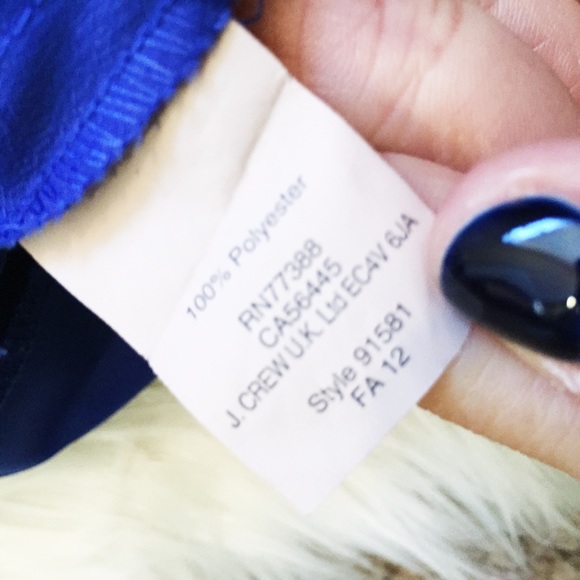 100% Polyester
RN77388
CA56445
J. CREW U.K. Ltd EC4V 6JA
Style 91581
FA 12